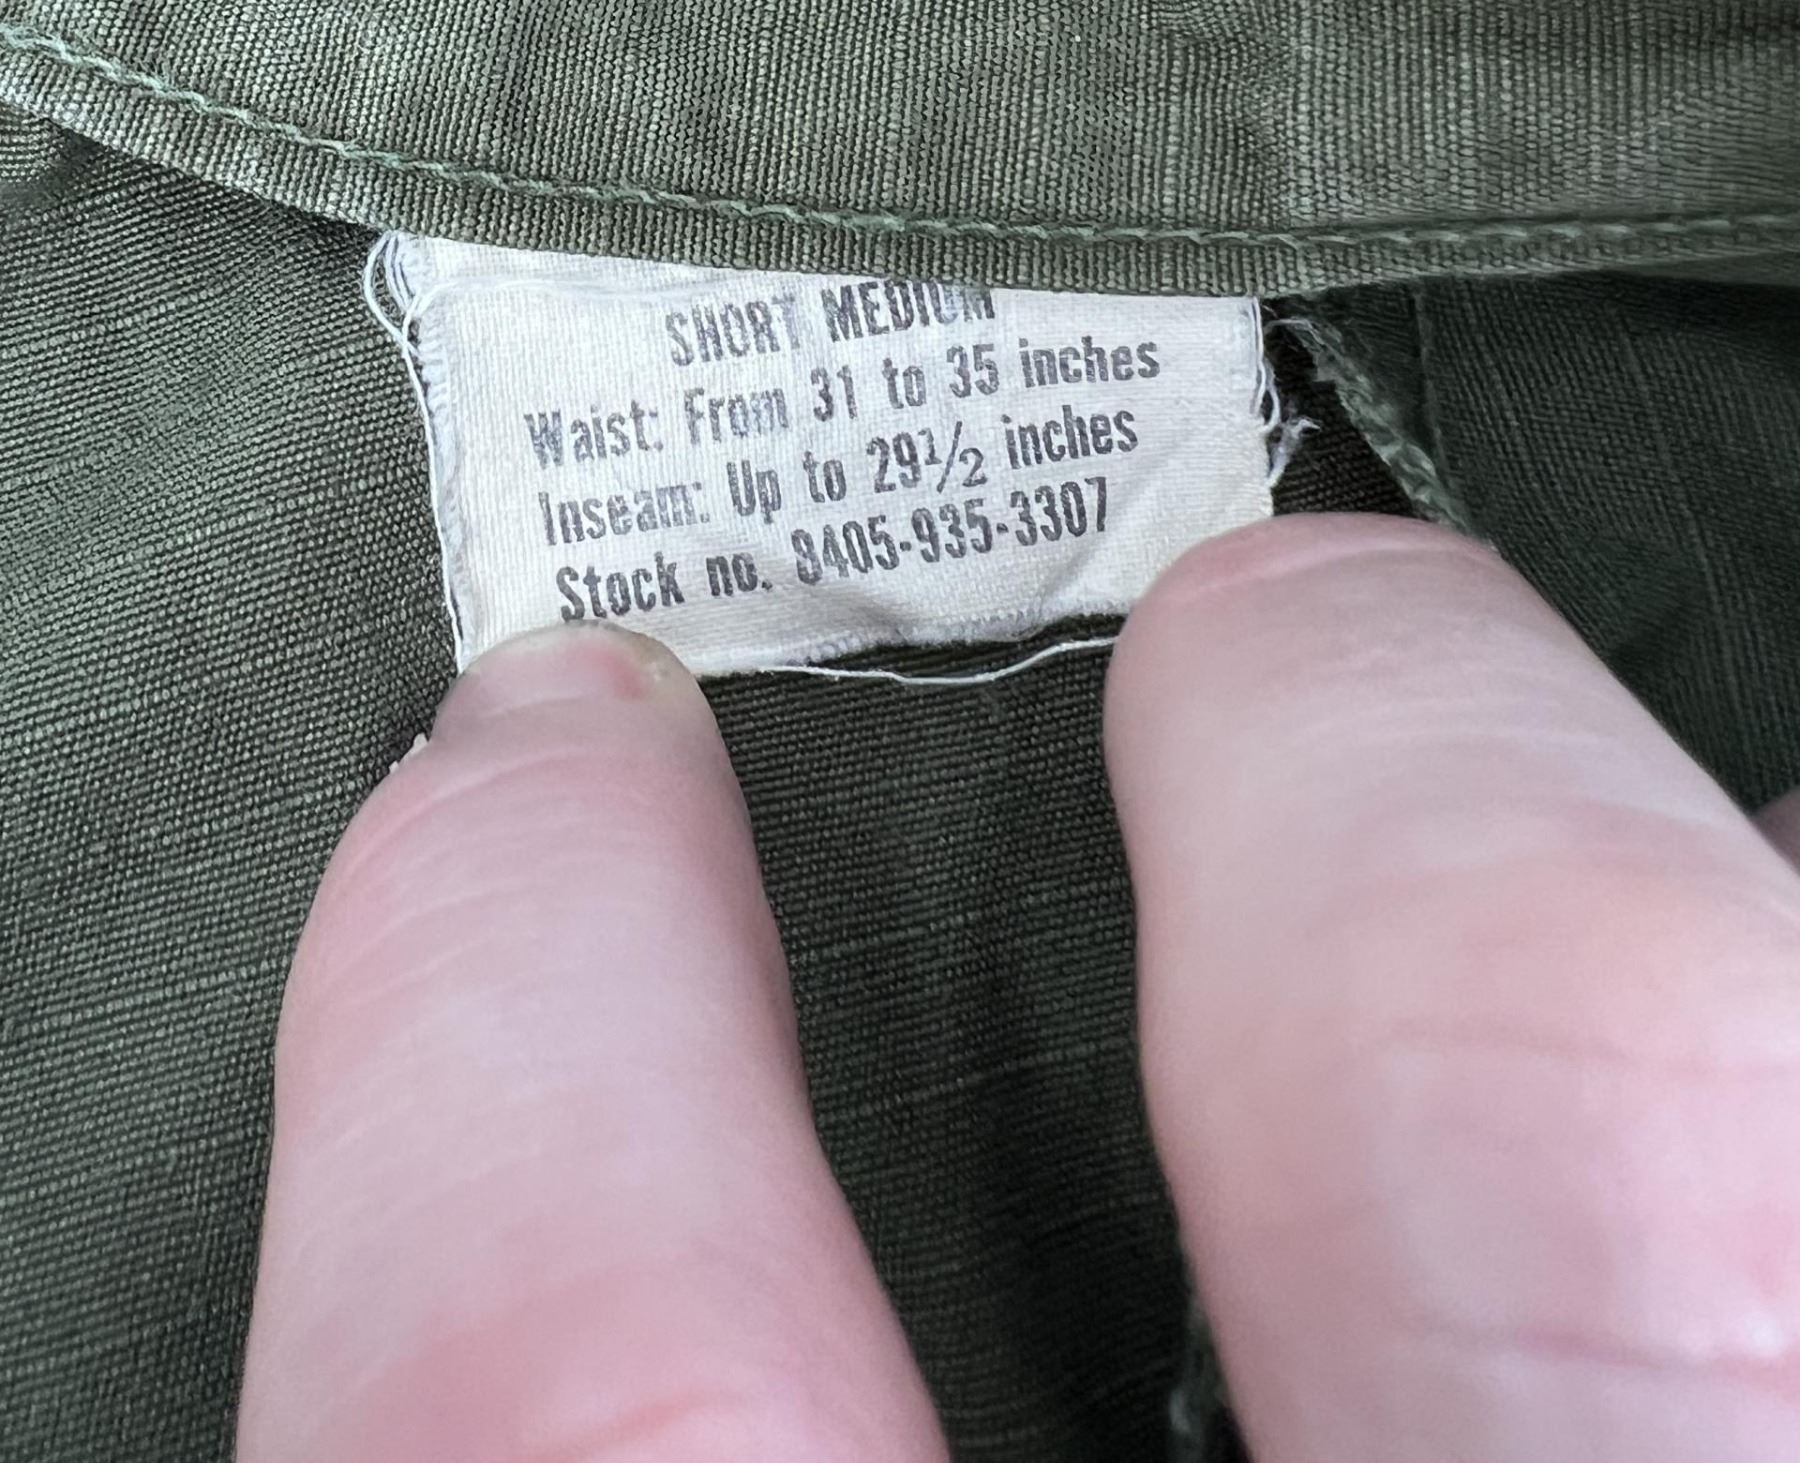 SHORT MEDIUM
Waist: From 31 to 35 inches
Inseam: Up to 29½ inches
Stock no. 8405-935-3307